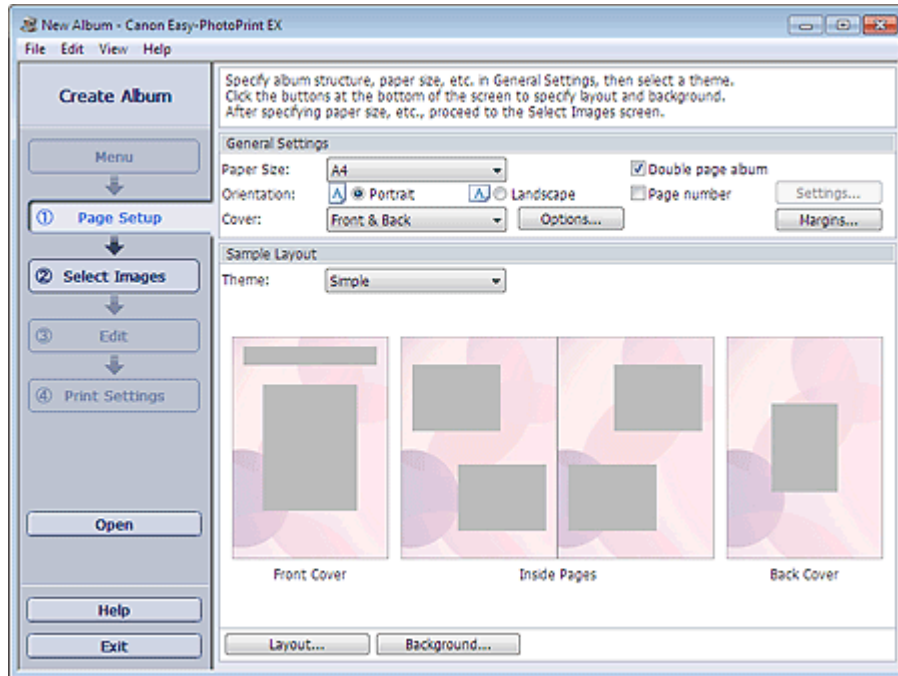 New Album - Canon Easy-PhotoPrint EX
File Edit View Help
Create Album
Menu
① Page Setup
② Select Images
③ Edit
④ Print Settings
Open
Help
Exit
Specify album structure, paper size, etc. in General Settings, then select a theme.
Click the buttons at the bottom of the screen to specify layout and background.
After specifying paper size, etc., proceed to the Select Images screen.
General Settings
Paper Size: A4 Double page album
Orientation: A Portrait A Landscape Page number Settings...
Cover: Front & Back Options... Margins...
Sample Layout
Theme: Simple
Front Cover Inside Pages Back Cover
Layout... Background...